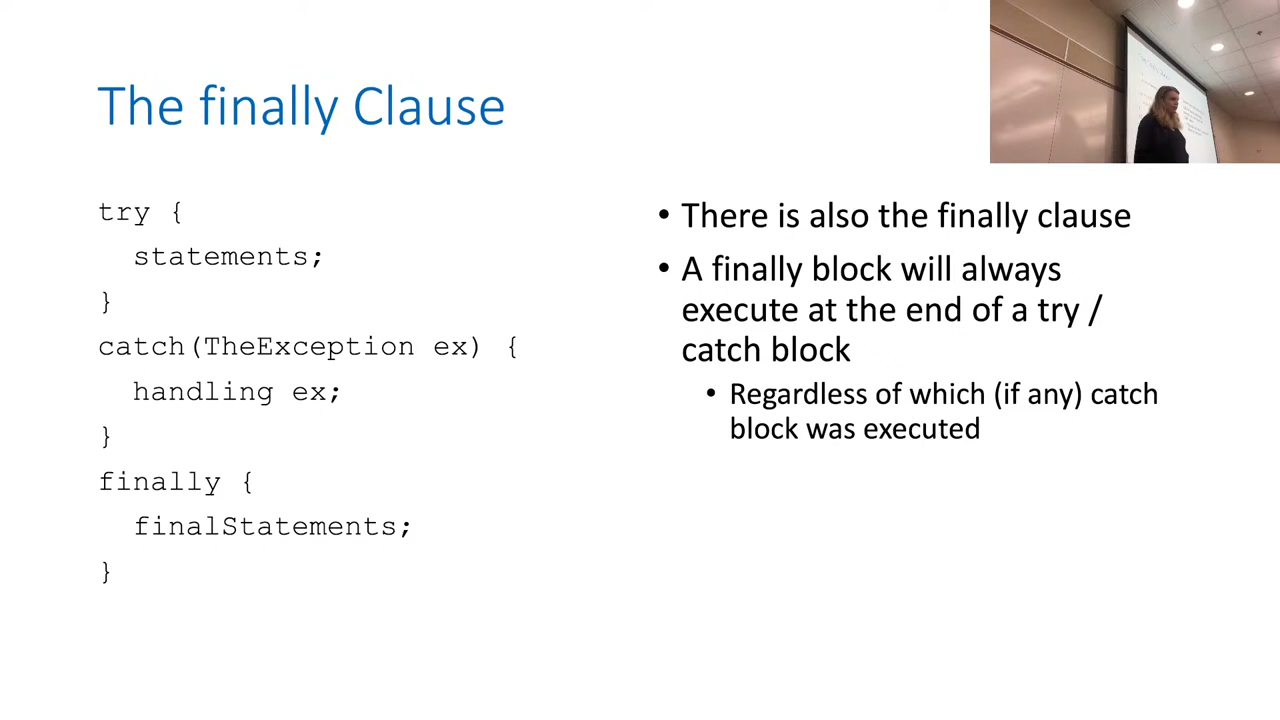 The finally Clause
try {
statements;
}
catch(TheException ex) {
handling ex;
}
finally {
finalStatements;
}
• There is also the finally clause
• A finally block will always
execute at the end of a try /
catch block
• Regardless of which (if any) catch
block was executed